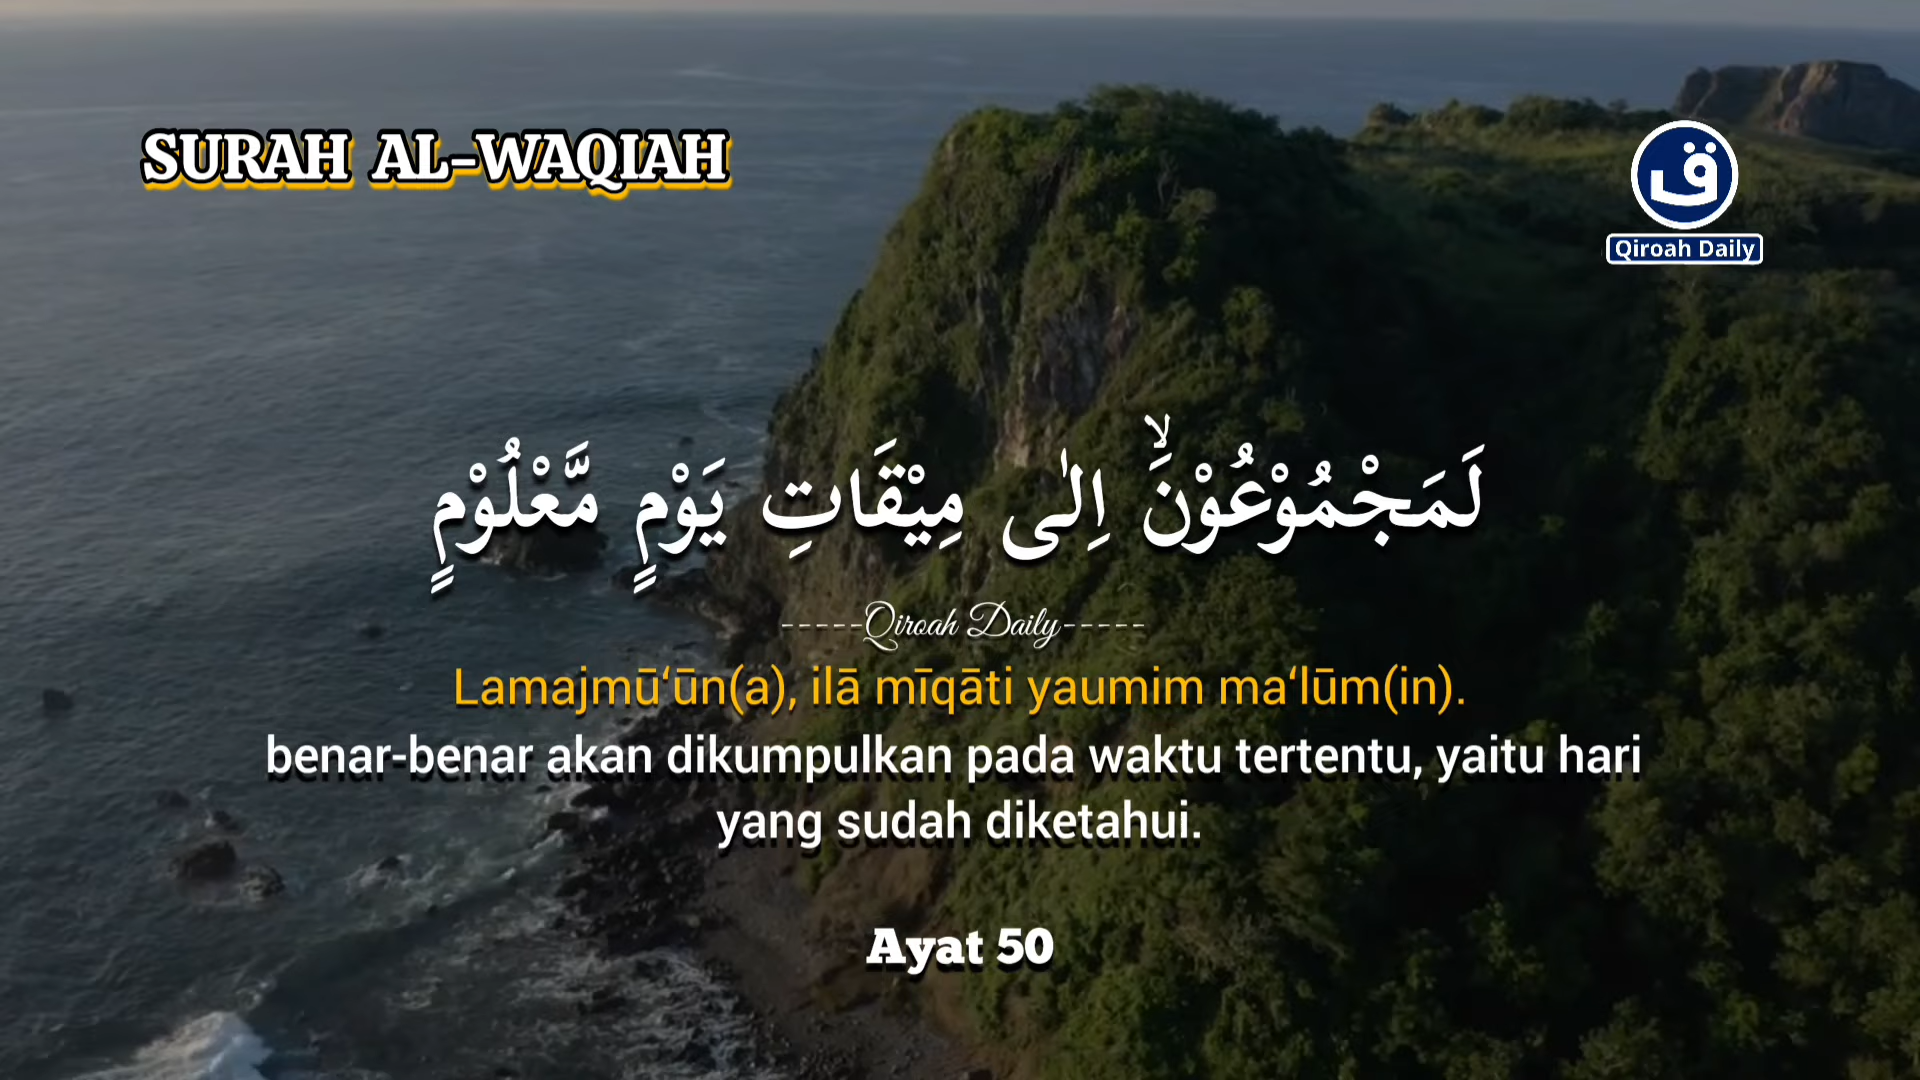 SURAH AL-WAQIAH
ق
Qiroah Daily
لَمَجْمُوْعُوْنَۙ اِلٰى مِيْقَاتِ يَوْمٍ مَّعْلُوْمٍ
-----Qiroah Daily-----
Lamajmū‘ūn(a), ilā mīqāti yaumim ma‘lūm(in).
benar-benar akan dikumpulkan pada waktu tertentu, yaitu hari
yang sudah diketahui.
Ayat 50